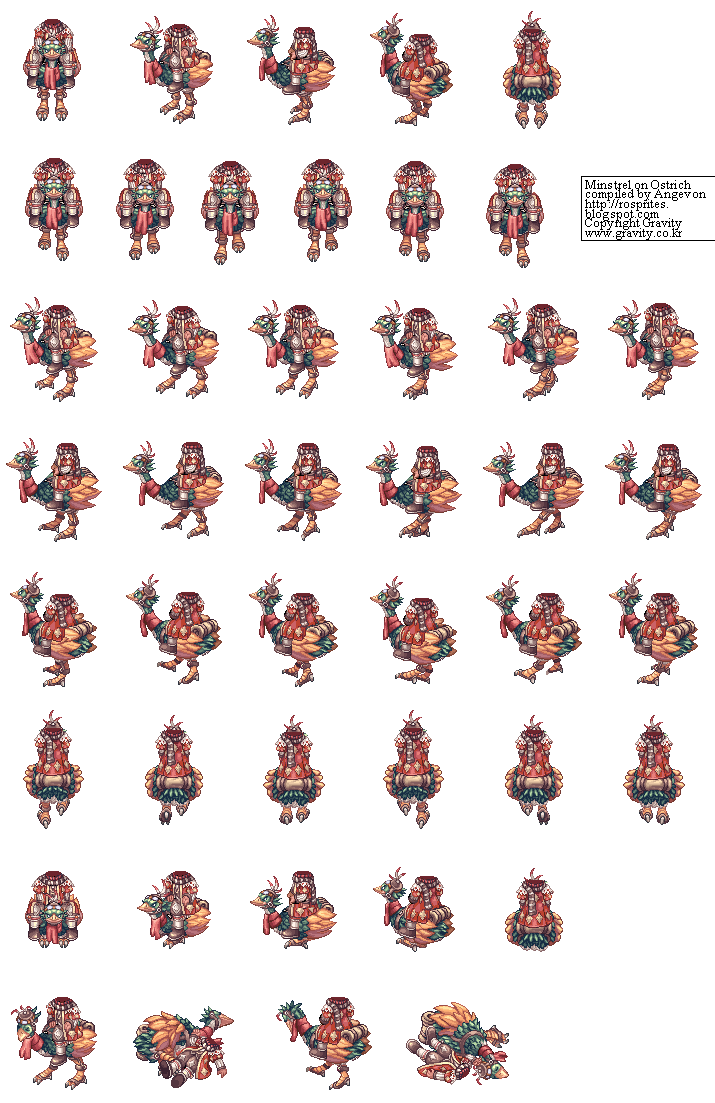 Minstrel on Ostrich
compiled by Angevon
http://rosprites.
blogspot.com
Copyright Gravity
www.gravity.co.kr